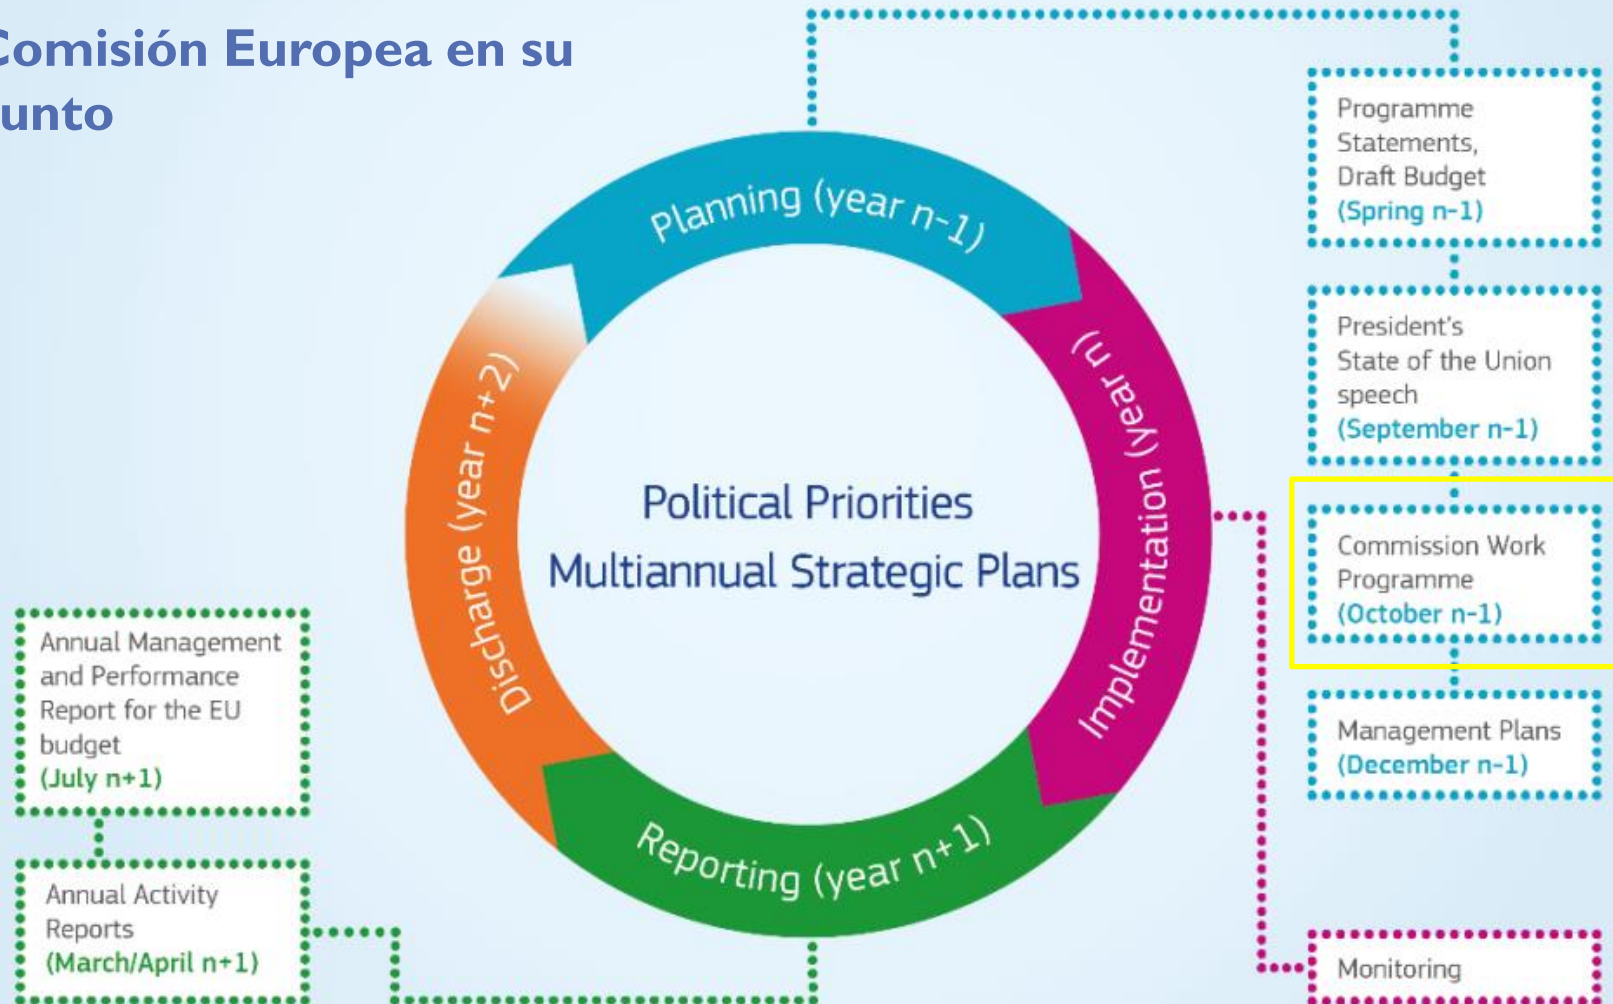 Comisión Europea en su
unto
Planning (year n-1)
Implementation (year n)
Reporting (year n+1)
Discharge (year n+2)
Political Priorities
Multiannual Strategic Plans
Programme
Statements,
Draft Budget
(Spring n-1)
President's
State of the Union
speech
(September n-1)
Commission Work
Programme
(October n-1)
Management Plans
(December n-1)
Monitoring
Annual Management
and Performance
Report for the EU
budget
(July n+1)
Annual Activity
Reports
(March/April n+1)